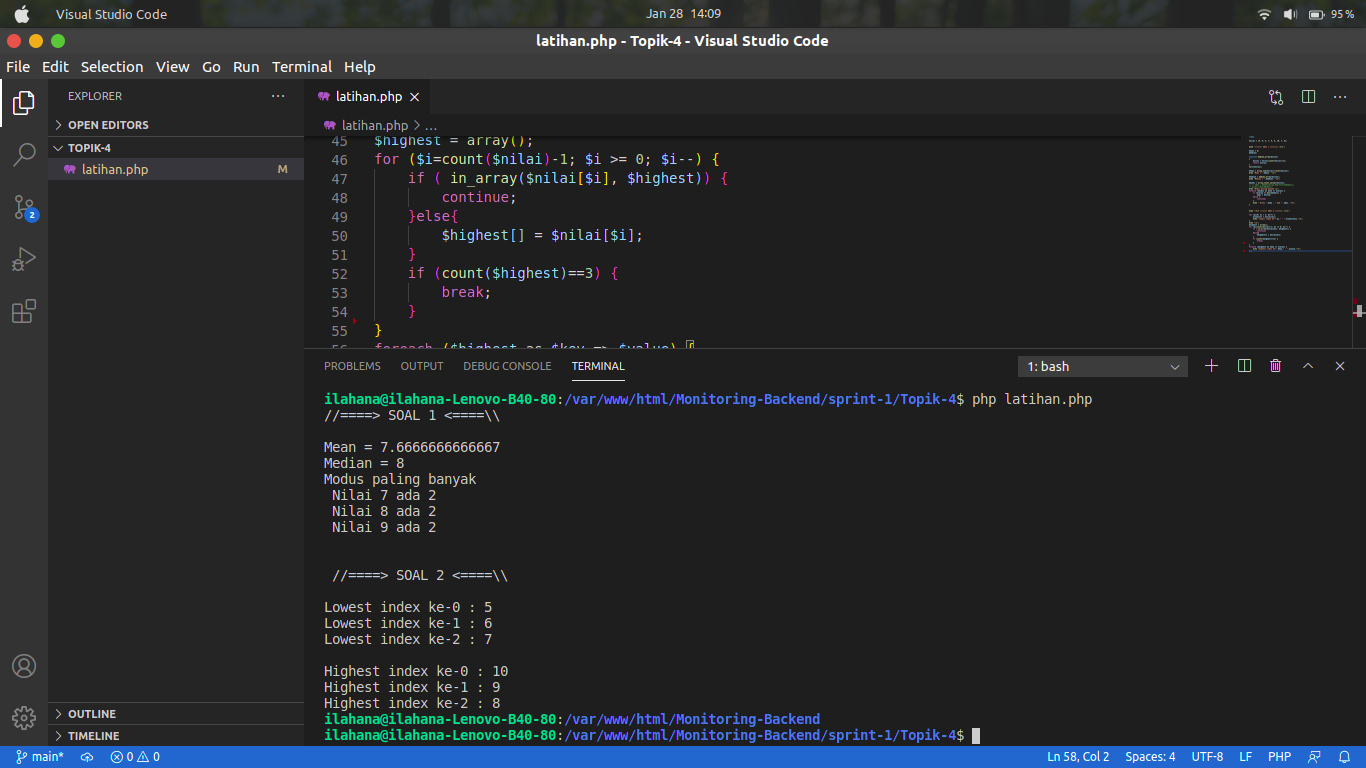 Visual Studio Code
Jan 28 14:09
95 %
latihan.php - Topik-4 - Visual Studio Code
File Edit Selection View Go Run Terminal Help
EXPLORER
OPEN EDITORS
TOPIK-4
latihan.php M
2
OUTLINE
TIMELINE
latihan.php
latihan.php > ...
45 $highest = array();
46 for ($i=count($nilai)-1; $i >= 0; $i--) {
47 if ( in_array($nilai[$i], $highest)) {
48 continue;
49 }else{
50 $highest[] = $nilai[$i];
51 }
52 if (count($highest)==3) {
53 break;
54 }
55 }
56 foreach ($highest as $key => $value) {
PROBLEMS OUTPUT DEBUG CONSOLE TERMINAL
1: bash
ilahana@ilahana-Lenovo-B40-80:/var/www/html/Monitoring-Backend/sprint-1/Topik-4$ php latihan.php
//====> SOAL 1 <====\\
Mean = 7.6666666666667
Median = 8
Modus paling banyak
Nilai 7 ada 2
Nilai 8 ada 2
Nilai 9 ada 2
//====> SOAL 2 <====\\
Lowest index ke-0 : 5
Lowest index ke-1 : 6
Lowest index ke-2 : 7
Highest index ke-0 : 10
Highest index ke-1 : 9
Highest index ke-2 : 8
ilahana@ilahana-Lenovo-B40-80:/var/www/html/Monitoring-Backend
ilahana@ilahana-Lenovo-B40-80:/var/www/html/Monitoring-Backend/sprint-1/Topik-4$
main* 0 0
Ln 58, Col 2 Spaces: 4 UTF-8 LF PHP